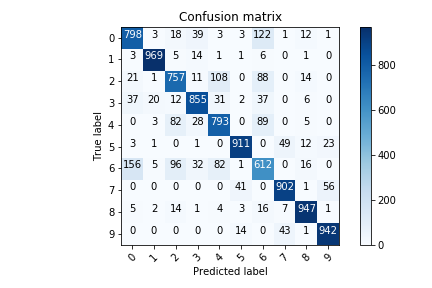 Confusion matrix
0 798 3 18 39 3 3 122 1 12 1
1 3 969 5 14 1 1 6 0 1 0
2 21 1 757 11 108 0 88 0 14 0
3 37 20 12 855 31 2 37 0 6 0
4 0 3 82 28 793 0 89 0 5 0
5 3 1 0 1 0 911 0 49 12 23
6 156 5 96 32 82 1 612 0 16 0
7 0 0 0 0 0 41 0 902 1 56
8 5 2 14 1 4 3 16 7 947 1
9 0 0 0 0 0 14 0 43 1 942
0 1 2 3 4 5 6 7 8 9
True label
Predicted label
800
600
400
200
0